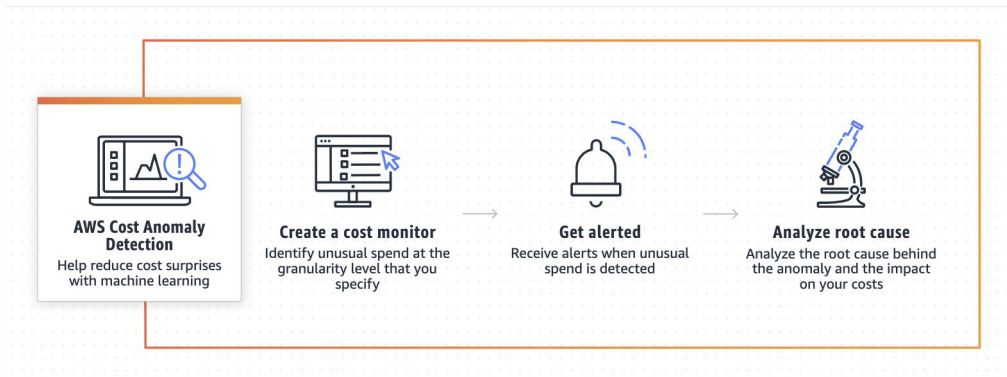 AWS Cost Anomaly
Detection
Help reduce cost surprises
with machine learning
Create a cost monitor
Identify unusual spend at the
granularity level that you
specify
Get alerted
Receive alerts when unusual
spend is detected
Analyze root cause
Analyze the root cause behind
the anomaly and the impact
on your costs